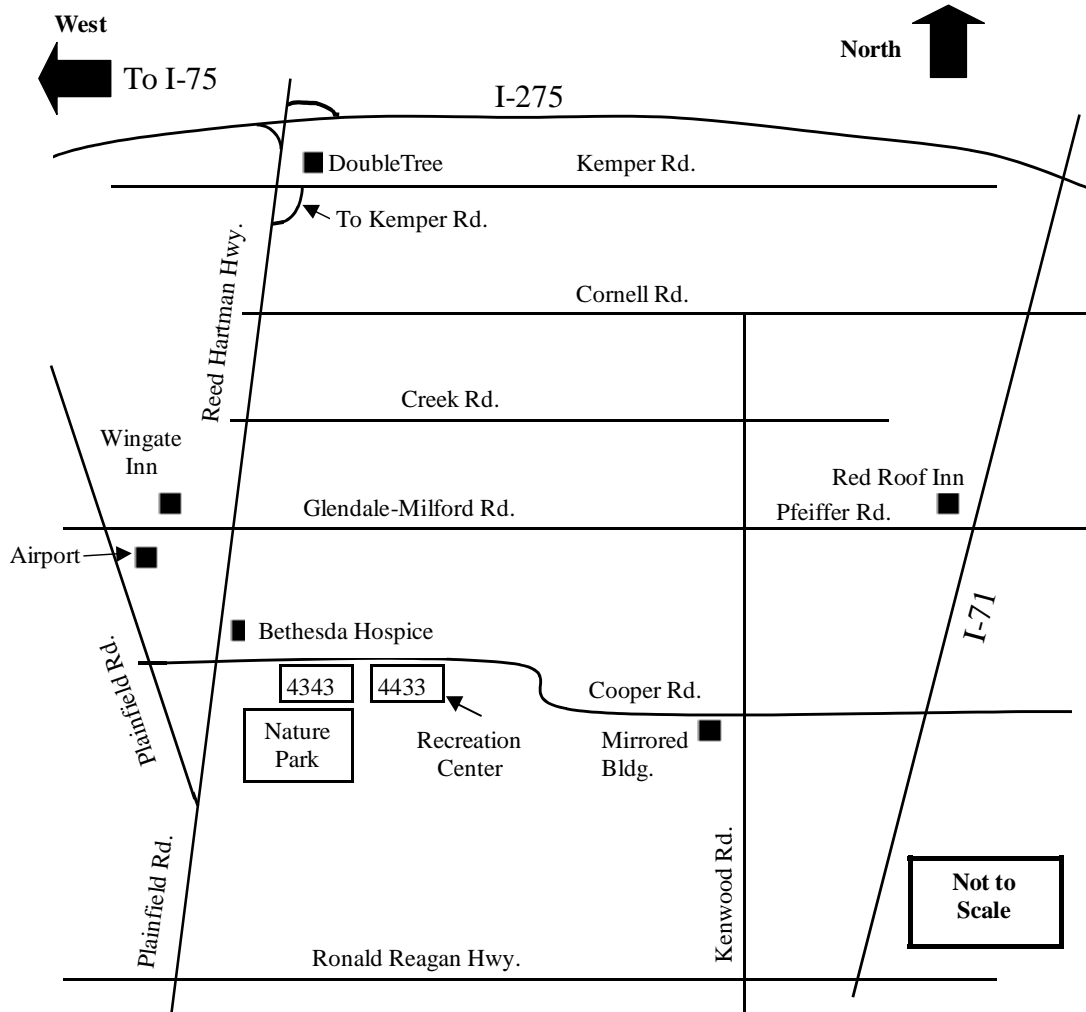 West
North
To I-75
I-275
DoubleTree
Kemper Rd.
To Kemper Rd.
Reed Hartman Hwy.
Cornell Rd.
Creek Rd.
Wingate
Inn
Red Roof Inn
Glendale-Milford Rd.
Pfeiffer Rd.
Airport
I-71
Bethesda Hospice
Plainfield Rd.
4343
4433
Cooper Rd.
Nature
Park
Recreation
Center
Mirrored
Bldg.
Plainfield Rd.
Kenwood Rd.
Not to
Scale
Ronald Reagan Hwy.